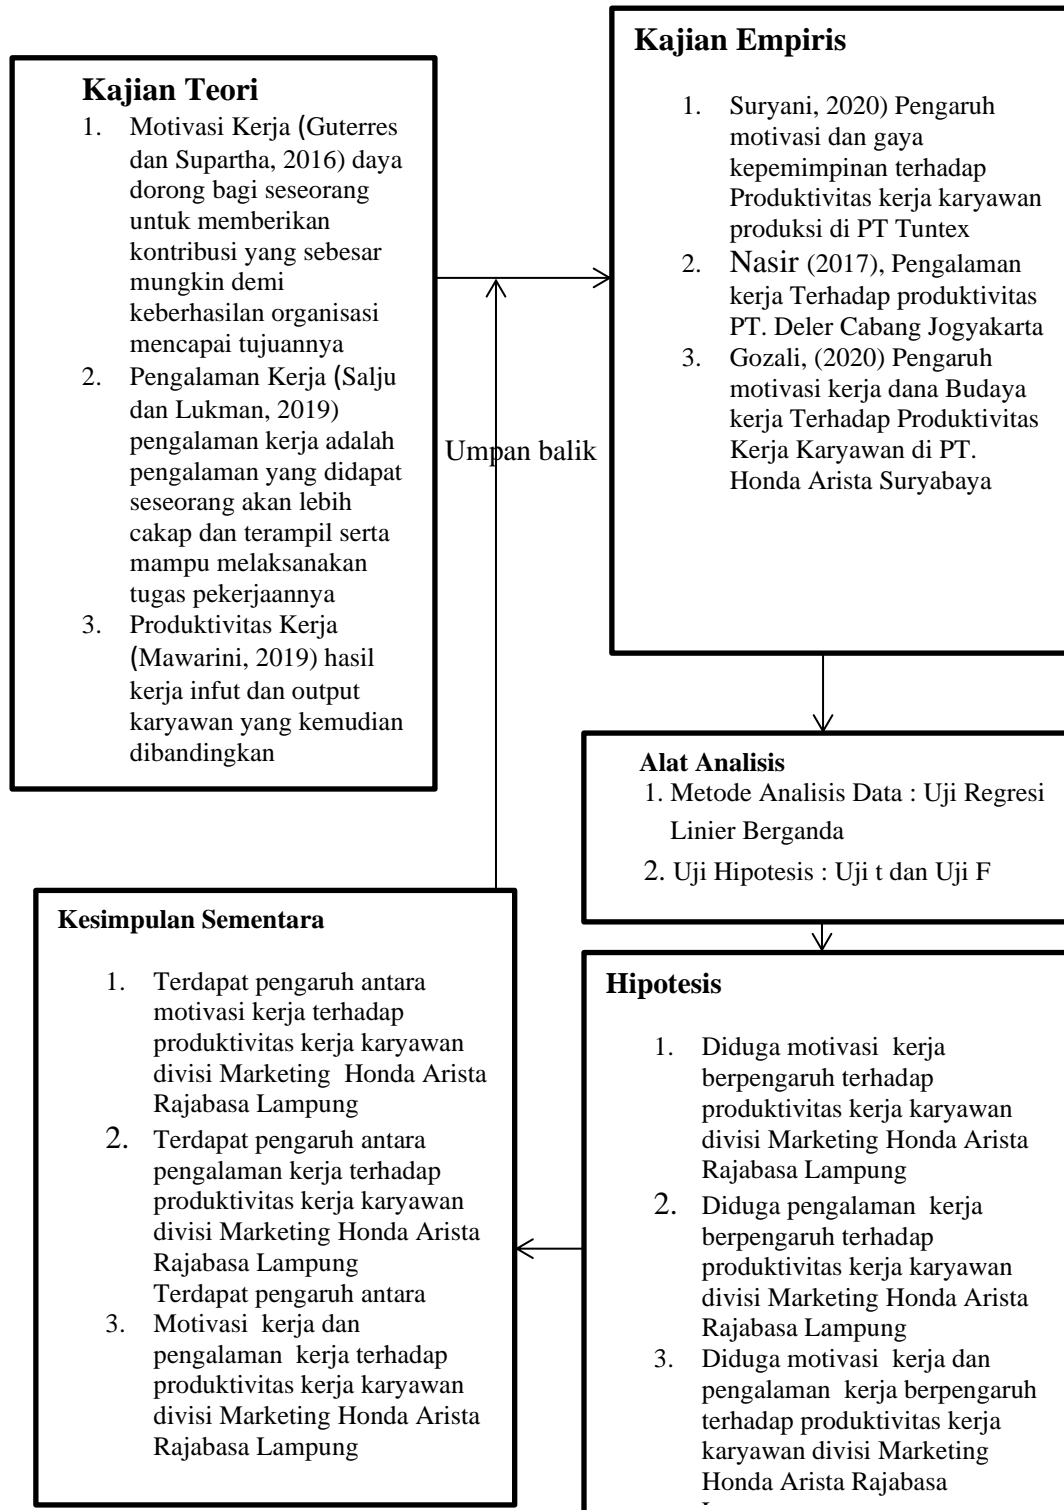 Kajian Teori
1. Motivasi Kerja (Guterres
dan Supartha, 2016) daya
dorong bagi seseorang
untuk memberikan
kontribusi yang sebesar
mungkin demi
keberhasilan organisasi
mencapai tujuannya
2. Pengalaman Kerja (Salju
dan Lukman, 2019)
pengalaman kerja adalah
pengalaman yang didapat
seseorang akan lebih
cakap dan terampil serta
mampu melaksanakan
tugas pekerjaannya
3. Produktivitas Kerja
(Mawarini, 2019) hasil
kerja infut dan output
karyawan yang kemudian
dibandingkan
Umpan balik
Kajian Empiris
1. Suryani, 2020) Pengaruh
motivasi dan gaya
kepemimpinan terhadap
Produktivitas kerja karyawan
produksi di PT Tuntex
2. Nasir (2017), Pengalaman
kerja Terhadap produktivitas
PT. Deler Cabang Jogyakarta
3. Gozali, (2020) Pengaruh
motivasi kerja dana Budaya
kerja Terhadap Produktivitas
Kerja Karyawan di PT.
Honda Arista Suryabaya
Alat Analisis
1. Metode Analisis Data : Uji Regresi
Linier Berganda
2. Uji Hipotesis : Uji t dan Uji F
Hipotesis
1. Diduga motivasi kerja
berpengaruh terhadap
produktivitas kerja karyawan
divisi Marketing Honda Arista
Rajabasa Lampung
2. Diduga pengalaman kerja
berpengaruh terhadap
produktivitas kerja karyawan
divisi Marketing Honda Arista
Rajabasa Lampung
3. Diduga motivasi kerja dan
pengalaman kerja berpengaruh
terhadap produktivitas kerja
karyawan divisi Marketing
Honda Arista Rajabasa
Kesimpulan Sementara
1. Terdapat pengaruh antara
motivasi kerja terhadap
produktivitas kerja karyawan
divisi Marketing Honda Arista
Rajabasa Lampung
2. Terdapat pengaruh antara
pengalaman kerja terhadap
produktivitas kerja karyawan
divisi Marketing Honda Arista
Rajabasa Lampung
Terdapat pengaruh antara
3. Motivasi kerja dan
pengalaman kerja terhadap
produktivitas kerja karyawan
divisi Marketing Honda Arista
Rajabasa Lampung